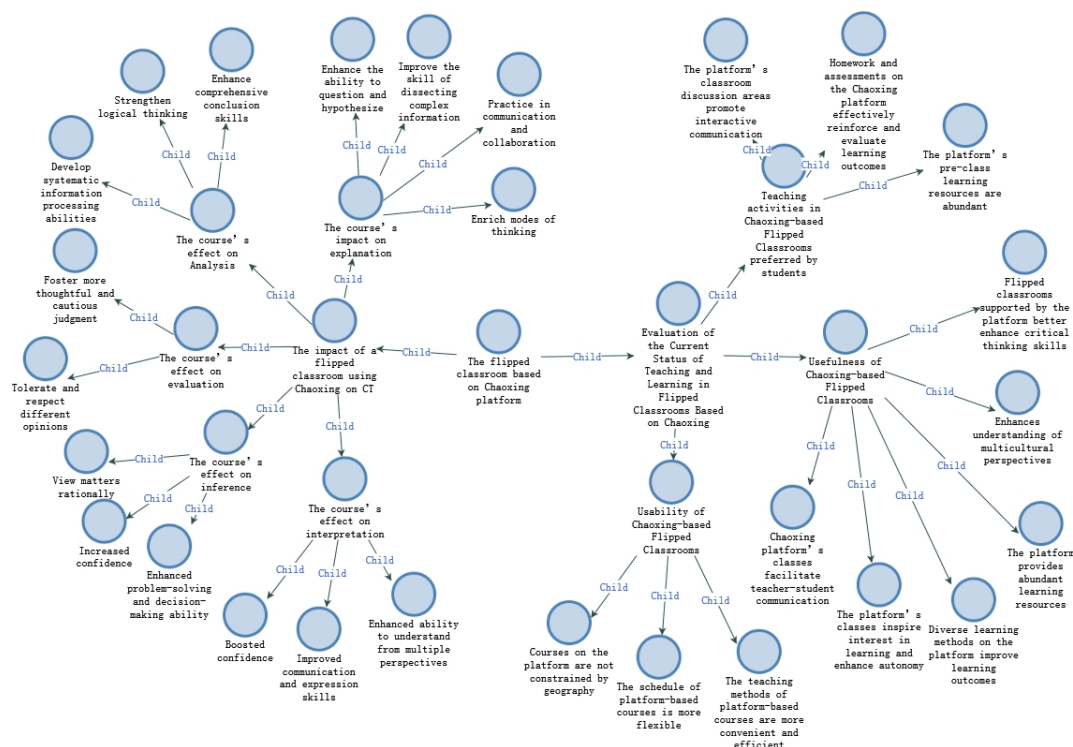 Strengthen
logical thinking
Enhance
comprehensive
conclusion
skills
Enhance the
ability to
question and
hypothesize
Improve the
skill of
dissecting
complex
information
Practice in
communication
and
collaboration
Enrich modes of
thinking
Develop
systematic
information
processing
abilities
Child
Child
Child
Child
Child
Child
Child
The course's
effect on
Analysis
The course's
impact on
explanation
Foster more
thoughtful and
cautious
judgment
Child
Child
Child
Child
Child
The course's
effect on
evaluation
Tolerate and
respect
different
opinions
The impact of a
flipped
classroom using
Chaoxing on CT
Child
The flipped
classroom based
on Chaoxing
platform
Child
Child
Child
The course's
effect on
inference
View matters
rationally
Child
Child
Child
Increased
confidence
Enhanced
problem-solving
and decision-
making ability
The course's
effect on
interpretation
Child
Child
Child
Boosted
confidence
Improved
communication
and expression
skills
Enhanced ability
to understand
from multiple
perspectives
The platform's
classroom
discussion areas
promote
interactive
communication
Homework and
assessments on
the Chaoxing
platform
effectively
reinforce and
evaluate
learning
outcomes
The platform's
pre-class
learning
resources are
abundant
Child
Child
Child
Teaching
activities in
Chaoxing-based
Flipped
Classrooms
preferred by
students
Child
Evaluation of
the Current
Status of
Teaching and
Learning in
Flipped
Classrooms Based
on Chaoxing
Child
Child
Usefulness of
Chaoxing-based
Flipped
Classrooms
Child
Child
Child
Child
Child
Child
Flipped
classrooms
supported by the
platform better
enhance critical
thinking skills
Enhances
understanding of
multicultural
perspectives
The platform
provides
abundant
learning
resources
Chaoxing
platform's
classes
facilitate
teacher-student
communication
The platform's
classes inspire
interest in
learning and
enhance autonomy
Diverse learning
methods on the
platform improve
learning
outcomes
Usability of
Chaoxing-based
Flipped
Classrooms
Child
Child
Child
Courses on the
platform are not
constrained by
geography
The schedule of
platform-based
courses is more
flexible
The teaching
methods of
platform-based
courses are more
convenient and
efficient